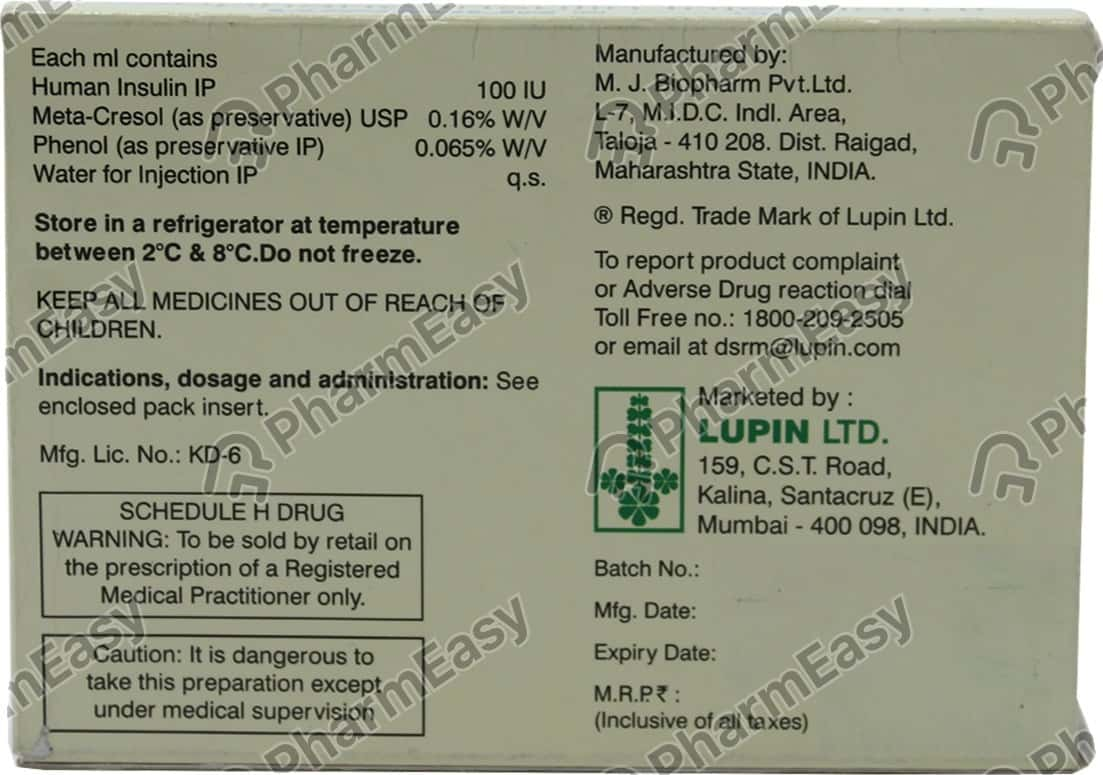 Each ml contains
Human Insulin IP 100 IU
Meta-Cresol (as preservative) USP 0.16% W/V
Phenol (as preservative IP) 0.065% W/V
Water for Injection IP q.s.
Store in a refrigerator at temperature
between 2°C & 8°C.Do not freeze.
KEEP ALL MEDICINES OUT OF REACH OF
CHILDREN.
Indications, dosage and administration: See
enclosed pack insert.
Mfg. Lic. No.: KD-6
SCHEDULE H DRUG
WARNING: To be sold by retail on
the prescription of a Registered
Medical Practitioner only.
Caution: It is dangerous to
take this preparation except
under medical supervision
Manufactured by:
M. J. Biopharm Pvt.Ltd.
L-7, M.I.D.C. Indl. Area,
Taloja - 410 208. Dist. Raigad,
Maharashtra State, INDIA.
® Regd. Trade Mark of Lupin Ltd.
To report product complaint
or Adverse Drug reaction dial
Toll Free no.: 1800-209-2505
or email at dsrm@lupin.com
Marketed by :
LUPIN LTD.
159, C.S.T. Road,
Kalina, Santacruz (E),
Mumbai - 400 098, INDIA.
Batch No.:
Mfg. Date:
Expiry Date:
M.R.P.₹ :
(Inclusive of all taxes)
PharmEasy
PharmEasy
PharmEasy
PharmEasy
PharmEasy
PharmEasy